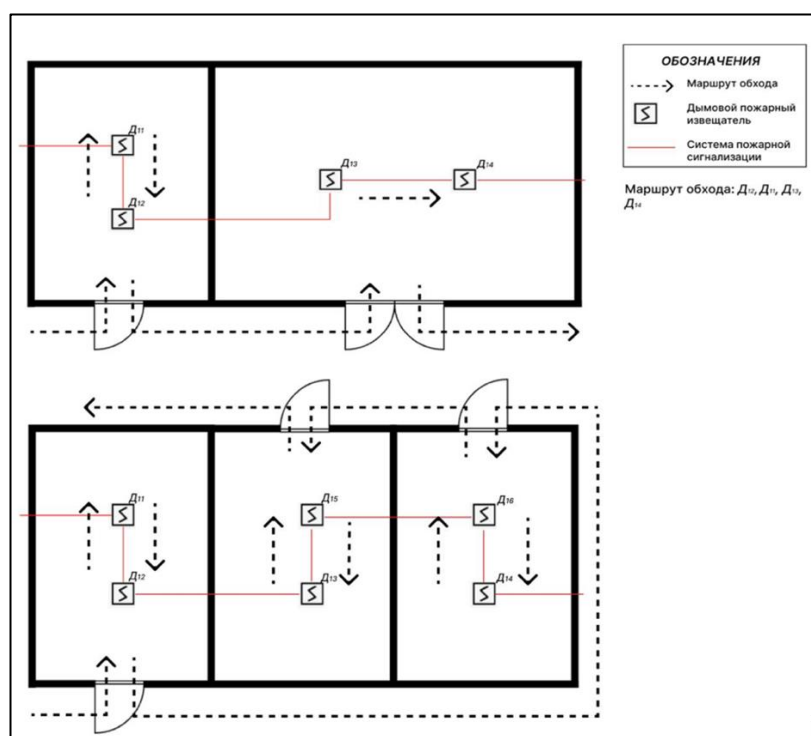 ОБОЗНАЧЕНИЯ
Маршрут обхода
Дымовой пожарный
извещатель
Система пожарной
сигнализации
Маршрут обхода: Д12, Д11, Д13,
Д14
Д11
Д12
Д13
Д14
Д11
Д12
Д15
Д13
Д16
Д14